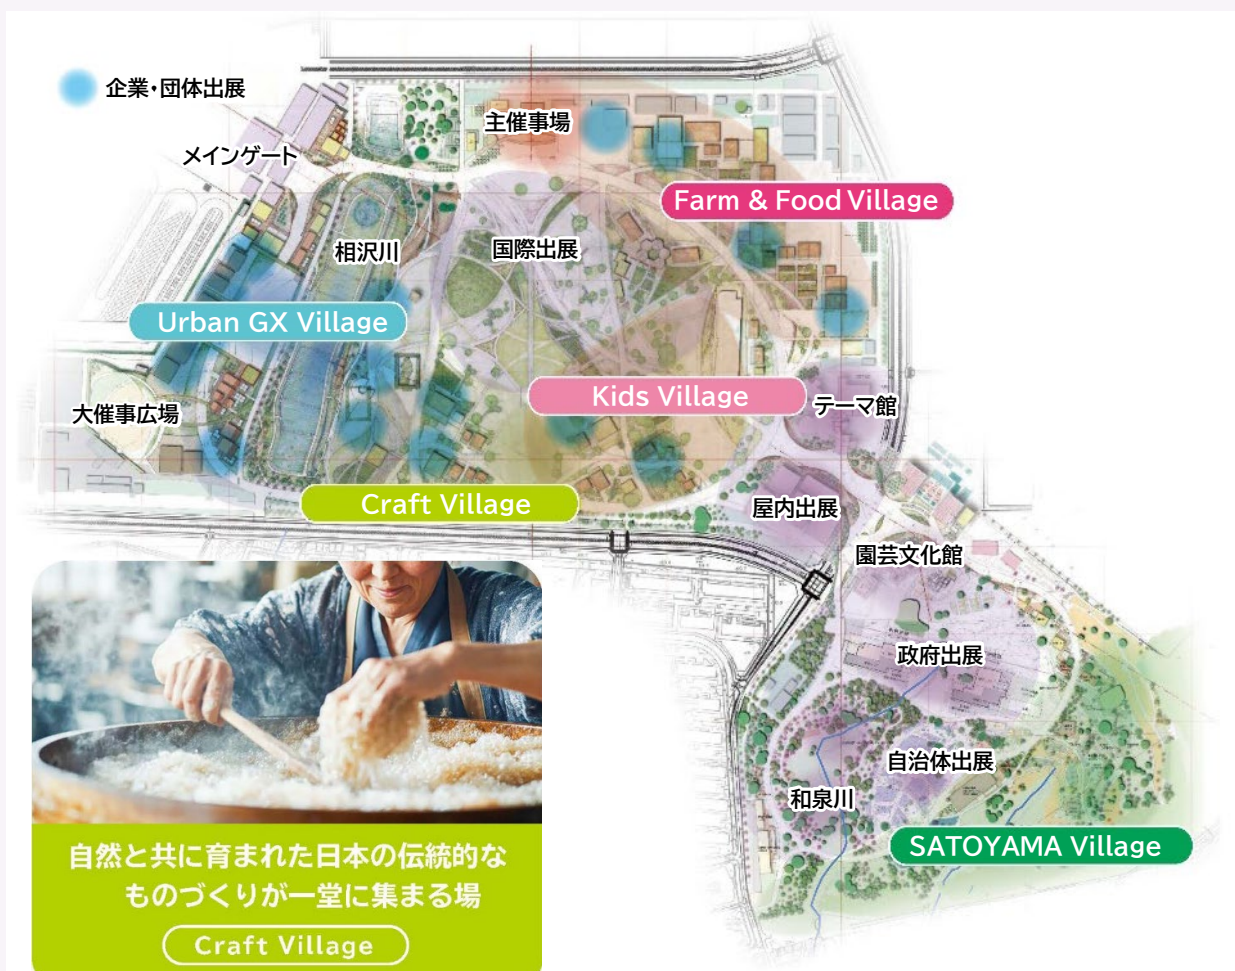 企業・団体出展
主催事場
メインゲート
Farm & Food Village
相沢川
国際出展
Urban GX Village
Kids Village
大催事広場
テーマ館
Craft Village
屋内出展
園芸文化館
政府出展
自治体出展
和泉川
SATOYAMA Village
自然と共に育まれた日本の伝統的な
ものづくりが一堂に集まる場
Craft Village